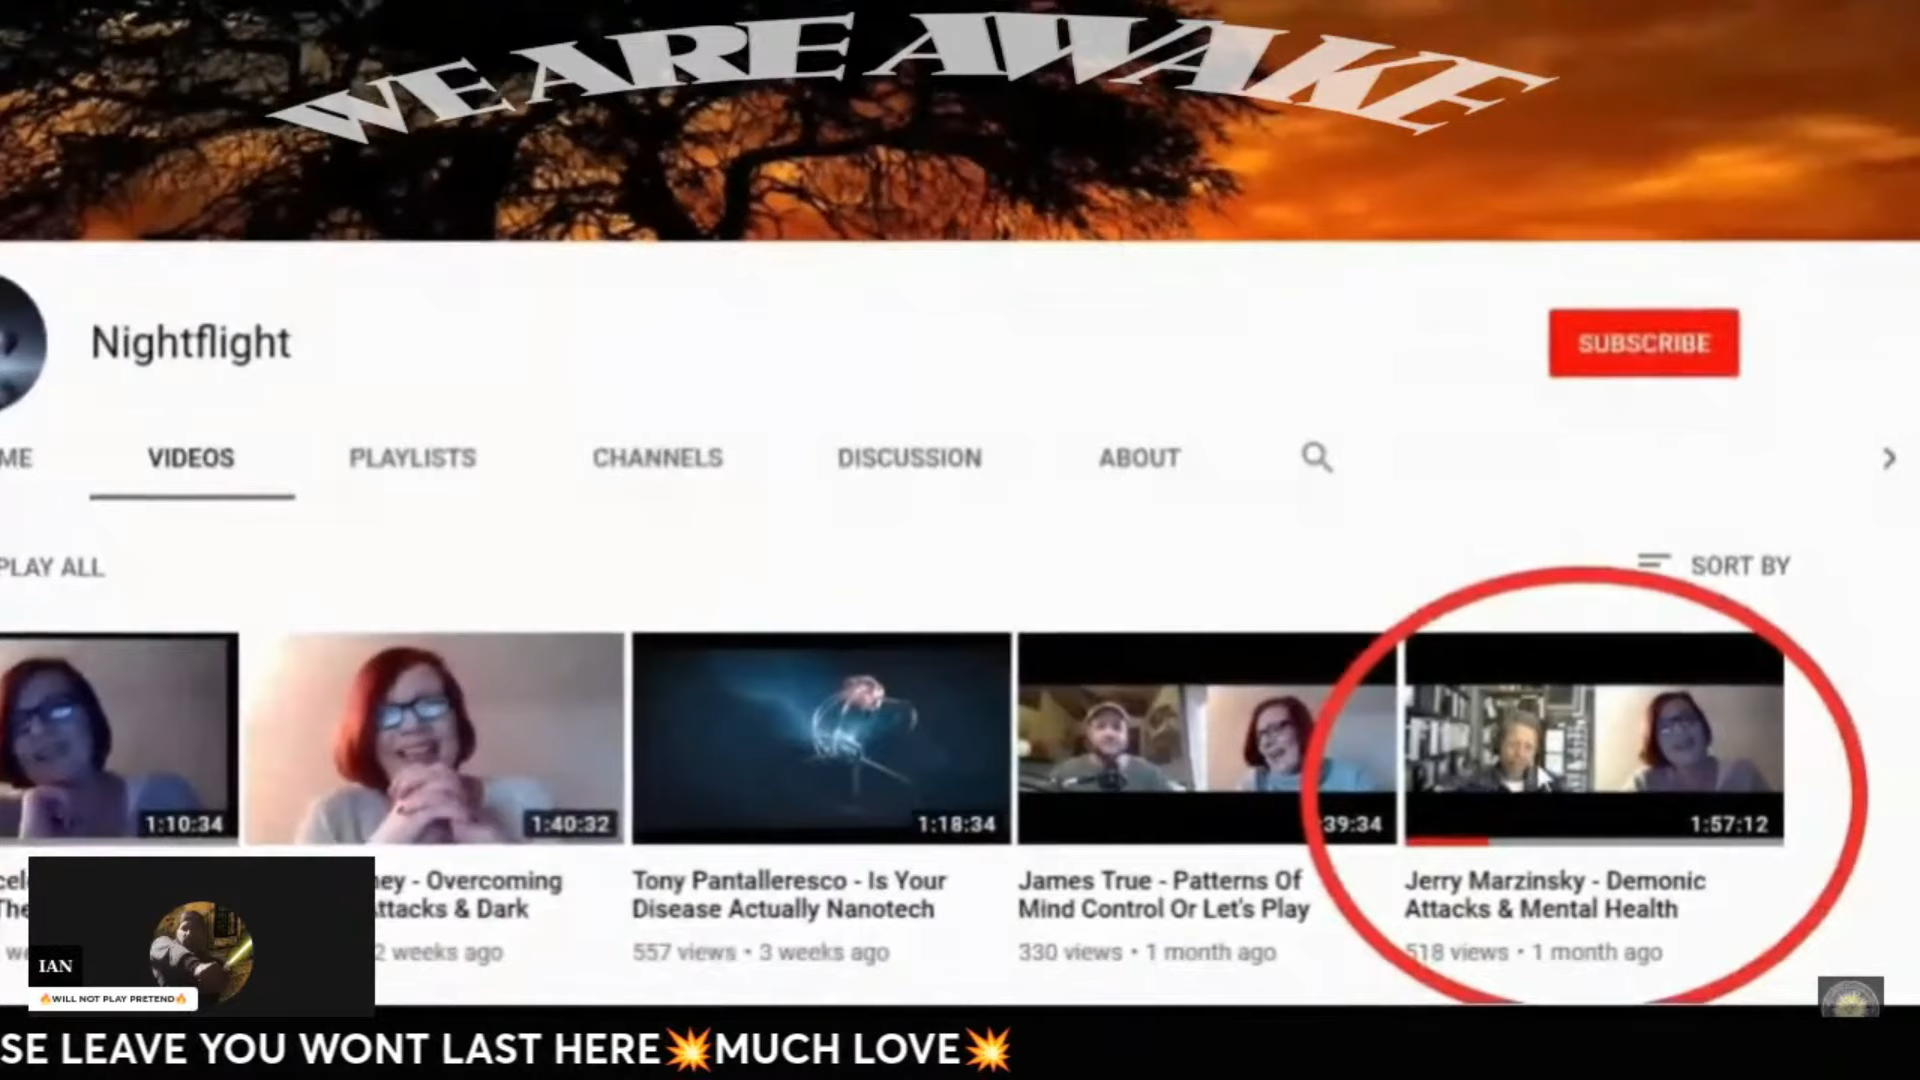 WE ARE AWAKE
Nightflight
SUBSCRIBE
ME
VIDEOS
PLAYLISTS
CHANNELS
DISCUSSION
ABOUT
PLAY ALL
SORT BY
1:10:34
1:40:32
1:18:34
39:34
1:57:12
ey - Overcoming
ttacks & Dark
2 weeks ago
Tony Pantalleresco - Is Your
Disease Actually Nanotech
557 views • 3 weeks ago
James True - Patterns Of
Mind Control Or Let's Play
330 views • 1 month ago
Jerry Marzinsky - Demonic
Attacks & Mental Health
518 views • 1 month ago
IAN
🔥WILL NOT PLAY PRETEND🔥
SE LEAVE YOU WONT LAST HERE💥MUCH LOVE💥